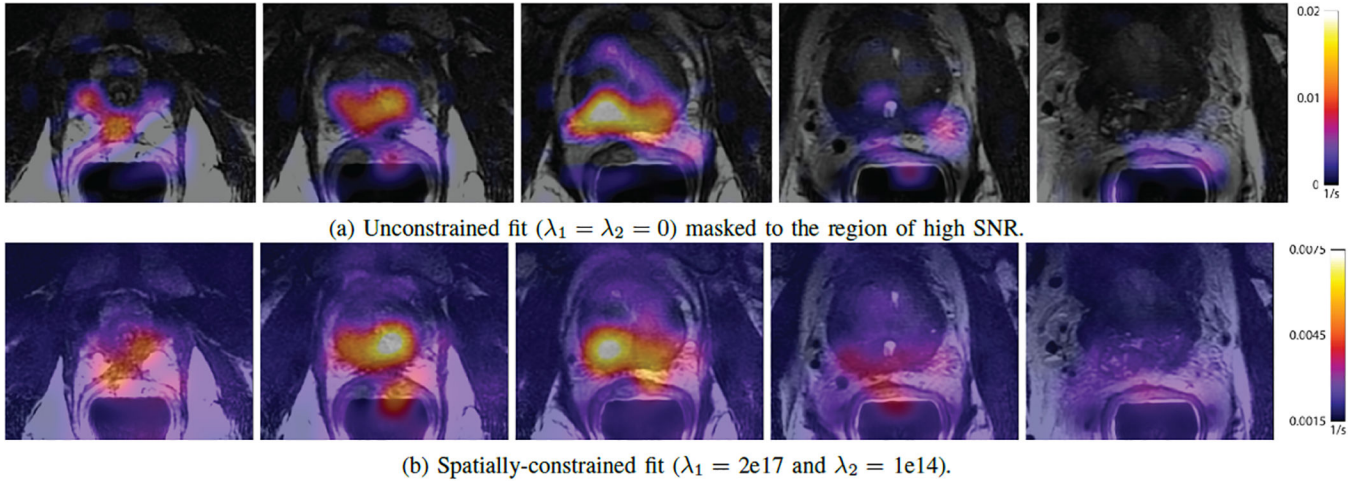 0.02
0.01
0
1/s
(a) Unconstrained fit (λ₁ = λ₂ = 0) masked to the region of high SNR.
0.0075
0.0045
0.0015
1/s
(b) Spatially-constrained fit (λ₁ = 2e17 and λ₂ = 1e14).